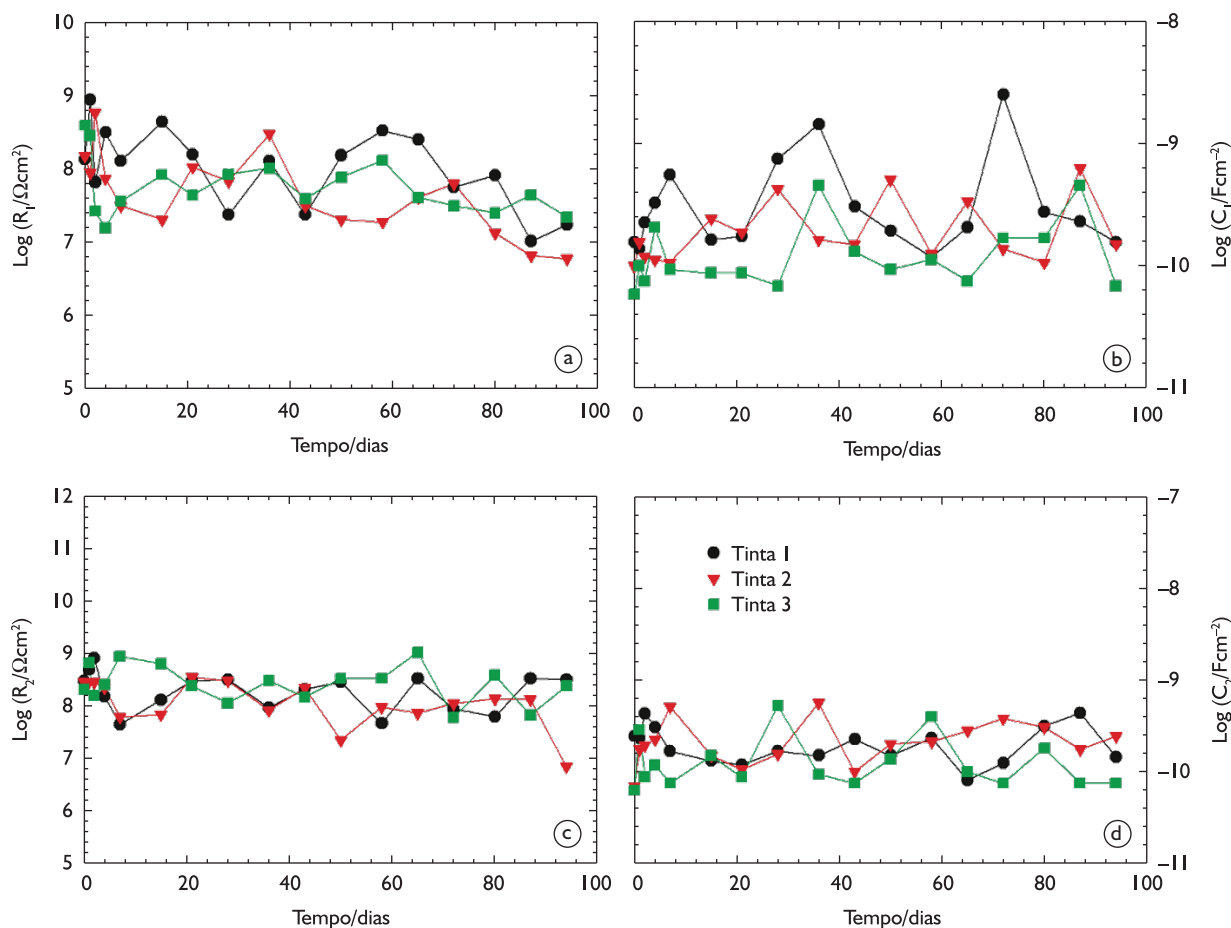 10
9
8
7
6
5
Log (R₁/Ωcm²)
0 20 40 60 80 100
Tempo/dias
a
–8
–9
–10
–11
Log (C₁/Fcm⁻²)
0 20 40 60 80 100
Tempo/dias
b
12
11
10
9
8
7
6
5
Log (R₂/Ωcm²)
0 20 40 60 80 100
Tempo/dias
c
–7
–8
–9
–10
–11
Log (C₂/Fcm⁻²)
Tinta 1
Tinta 2
Tinta 3
0 20 40 60 80 100
Tempo/dias
d